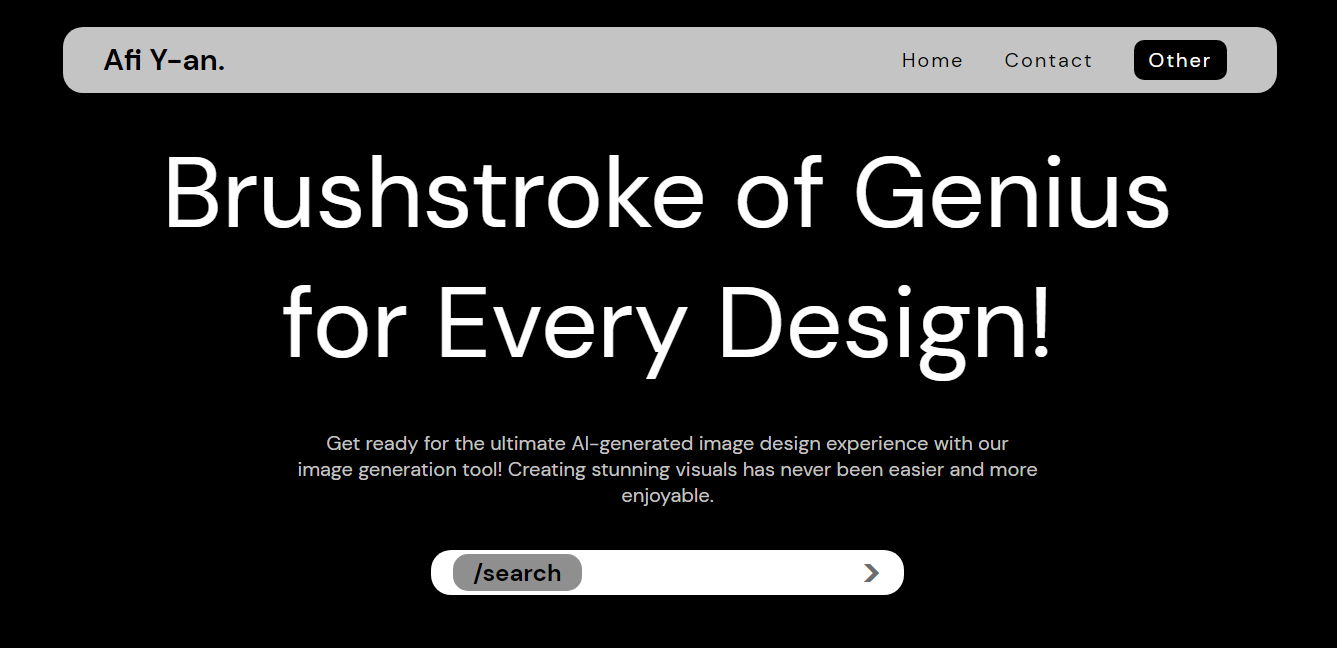 Afi Y-an.
Home
Contact
Other
Brushstroke of Genius
for Every Design!
Get ready for the ultimate AI-generated image design experience with our
image generation tool! Creating stunning visuals has never been easier and more
enjoyable.
/search